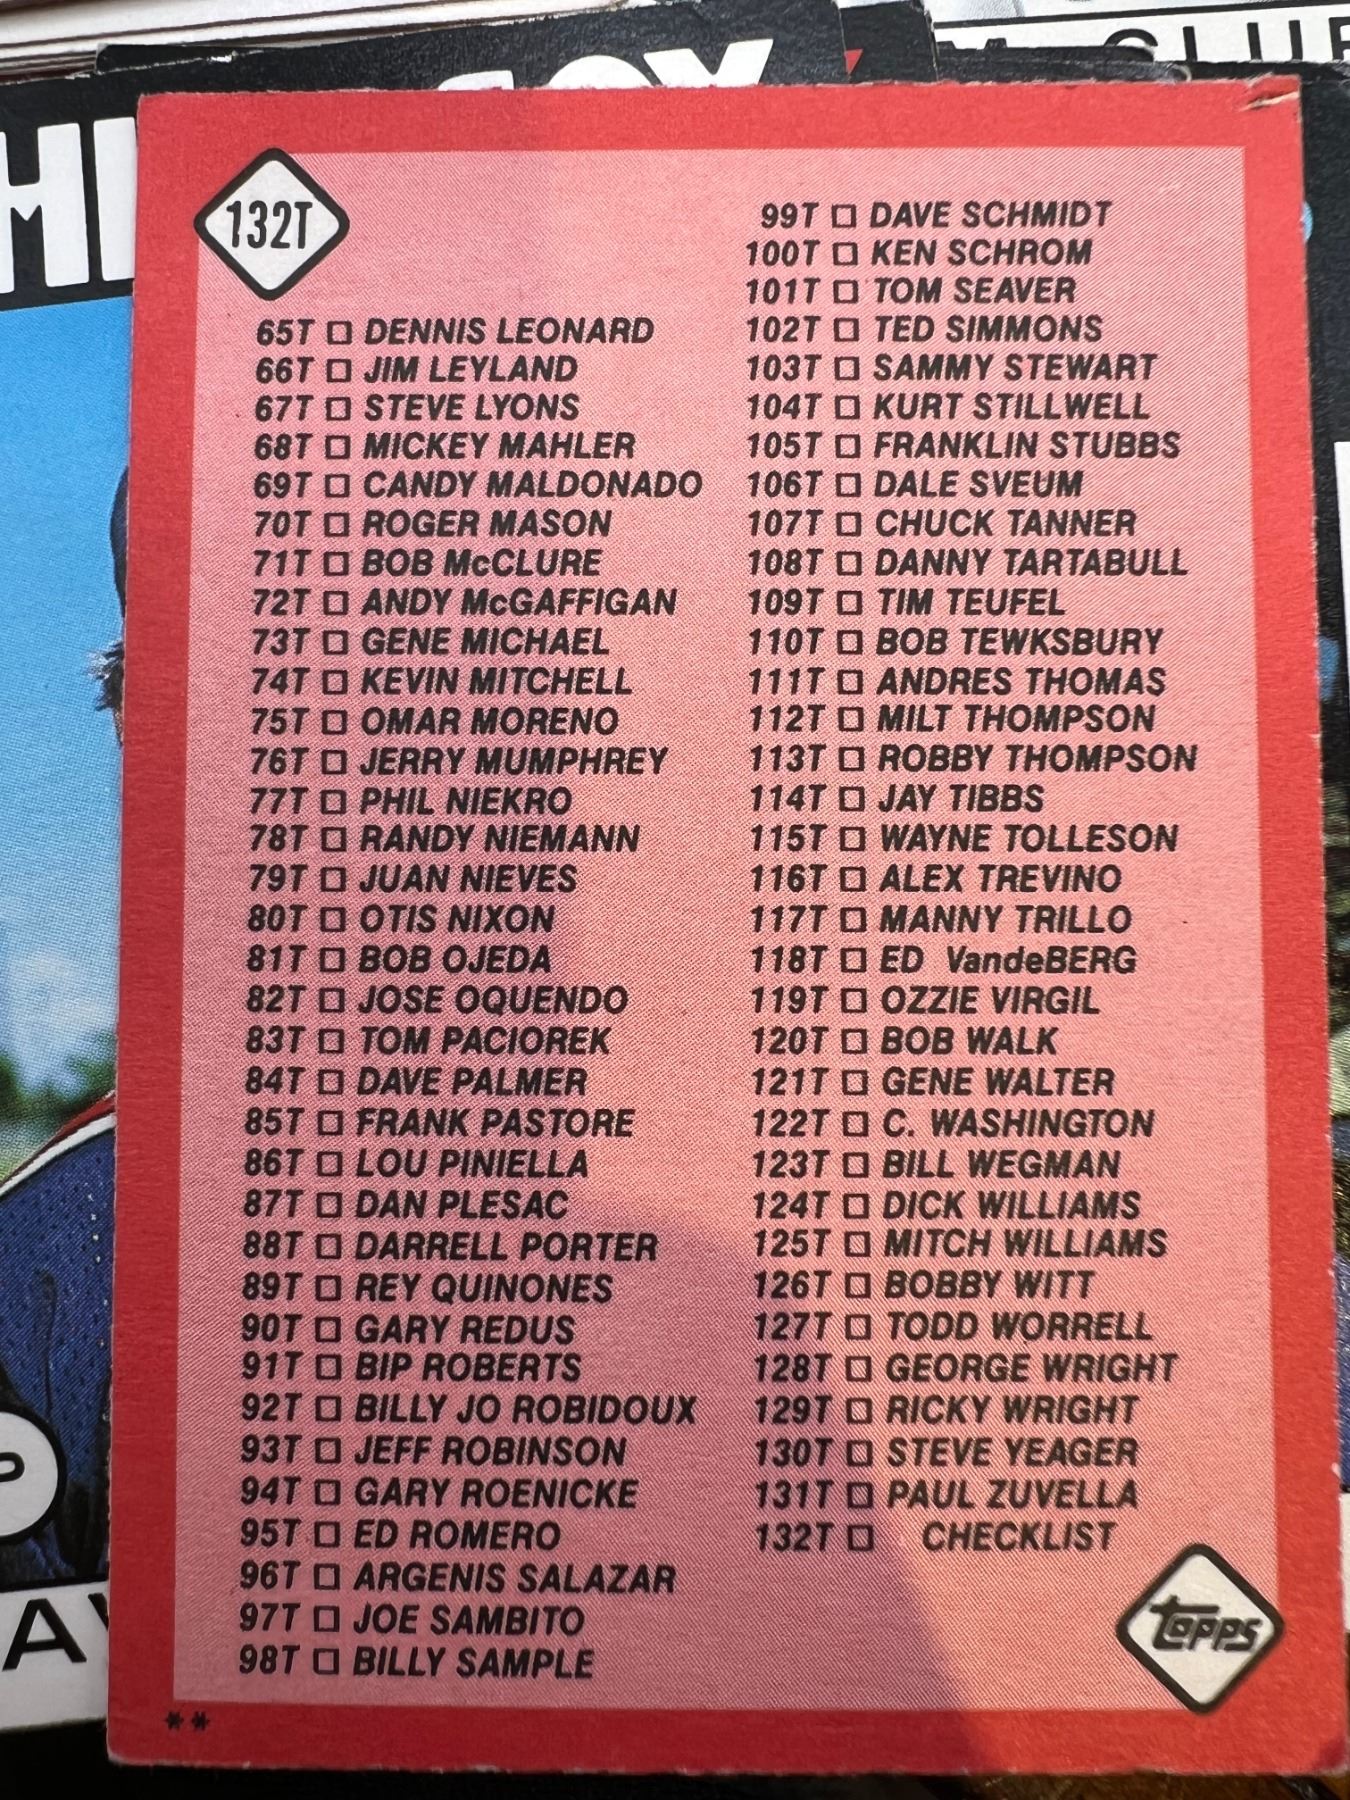 SOX
HI
CLUB
132T
65T □ DENNIS LEONARD
66T □ JIM LEYLAND
67T □ STEVE LYONS
68T □ MICKEY MAHLER
69T □ CANDY MALDONADO
70T □ ROGER MASON
71T □ BOB McCLURE
72T □ ANDY McGAFFIGAN
73T □ GENE MICHAEL
74T □ KEVIN MITCHELL
75T □ OMAR MORENO
76T □ JERRY MUMPHREY
77T □ PHIL NIEKRO
78T □ RANDY NIEMANN
79T □ JUAN NIEVES
80T □ OTIS NIXON
81T □ BOB OJEDA
82T □ JOSE OQUENDO
83T □ TOM PACIOREK
84T □ DAVE PALMER
85T □ FRANK PASTORE
86T □ LOU PINIELLA
87T □ DAN PLESAC
88T □ DARRELL PORTER
89T □ REY QUINONES
90T □ GARY REDUS
91T □ BIP ROBERTS
92T □ BILLY JO ROBIDOUX
93T □ JEFF ROBINSON
94T □ GARY ROENICKE
95T □ ED ROMERO
96T □ ARGENIS SALAZAR
97T □ JOE SAMBITO
98T □ BILLY SAMPLE
99T □ DAVE SCHMIDT
100T □ KEN SCHROM
101T □ TOM SEAVER
102T □ TED SIMMONS
103T □ SAMMY STEWART
104T □ KURT STILLWELL
105T □ FRANKLIN STUBBS
106T □ DALE SVEUM
107T □ CHUCK TANNER
108T □ DANNY TARTABULL
109T □ TIM TEUFEL
110T □ BOB TEWKSBURY
111T □ ANDRES THOMAS
112T □ MILT THOMPSON
113T □ ROBBY THOMPSON
114T □ JAY TIBBS
115T □ WAYNE TOLLESON
116T □ ALEX TREVINO
117T □ MANNY TRILLO
118T □ ED VandeBERG
119T □ OZZIE VIRGIL
120T □ BOB WALK
121T □ GENE WALTER
122T □ C. WASHINGTON
123T □ BILL WEGMAN
124T □ DICK WILLIAMS
125T □ MITCH WILLIAMS
126T □ BOBBY WITT
127T □ TODD WORRELL
128T □ GEORGE WRIGHT
129T □ RICKY WRIGHT
130T □ STEVE YEAGER
131T □ PAUL ZUVELLA
132T □ CHECKLIST
topps
**
P